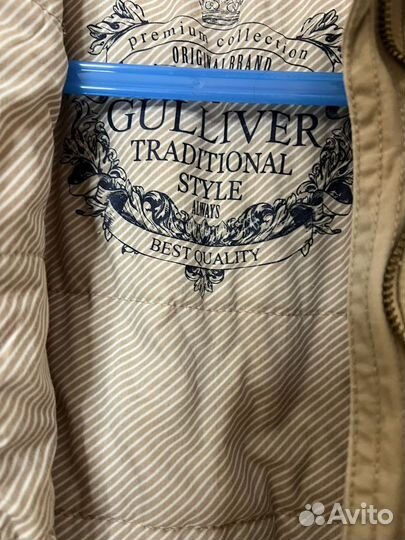 premium collection
ORIGINAL BRAND
GULLIVER
TRADITIONAL
STYLE
ALWAYS
BEST QUALITY
Avito